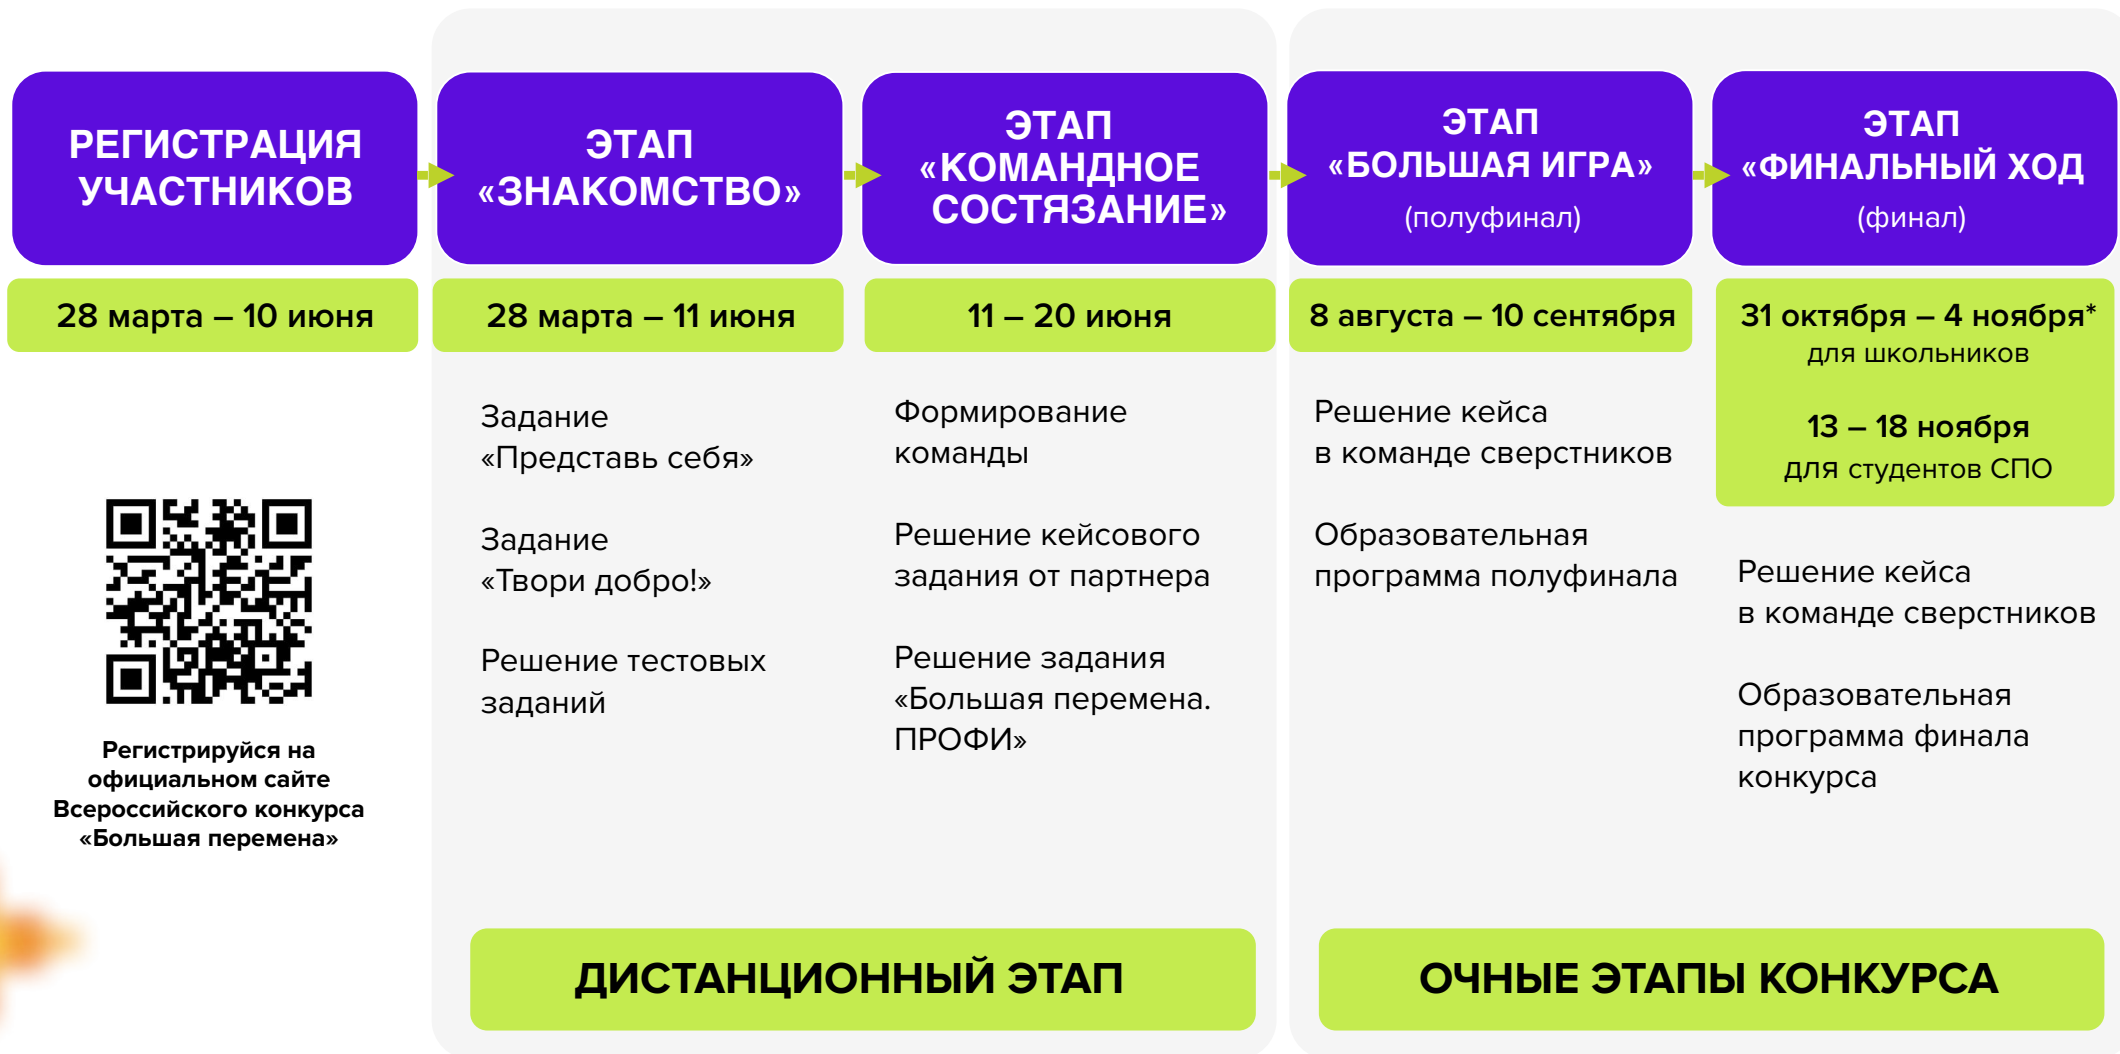 РЕГИСТРАЦИЯ
УЧАСТНИКОВ
28 марта – 10 июня
Регистрируйся на
официальном сайте
Всероссийского конкурса
«Большая перемена»
ЭТАП
«ЗНАКОМСТВО»
28 марта – 11 июня
Задание
«Представь себя»
Задание
«Твори добро!»
Решение тестовых
заданий
ЭТАП
«КОМАНДНОЕ
СОСТЯЗАНИЕ»
11 – 20 июня
Формирование
команды
Решение кейсового
задания от партнера
Решение задания
«Большая перемена.
ПРОФИ»
ДИСТАНЦИОННЫЙ ЭТАП
ЭТАП
«БОЛЬШАЯ ИГРА»
(полуфинал)
8 августа – 10 сентября
Решение кейса
в команде сверстников
Образовательная
программа полуфинала
ЭТАП
«ФИНАЛЬНЫЙ ХОД
(финал)
31 октября – 4 ноября*
для школьников
13 – 18 ноября
для студентов СПО
Решение кейса
в команде сверстников
Образовательная
программа финала
конкурса
ОЧНЫЕ ЭТАПЫ КОНКУРСА